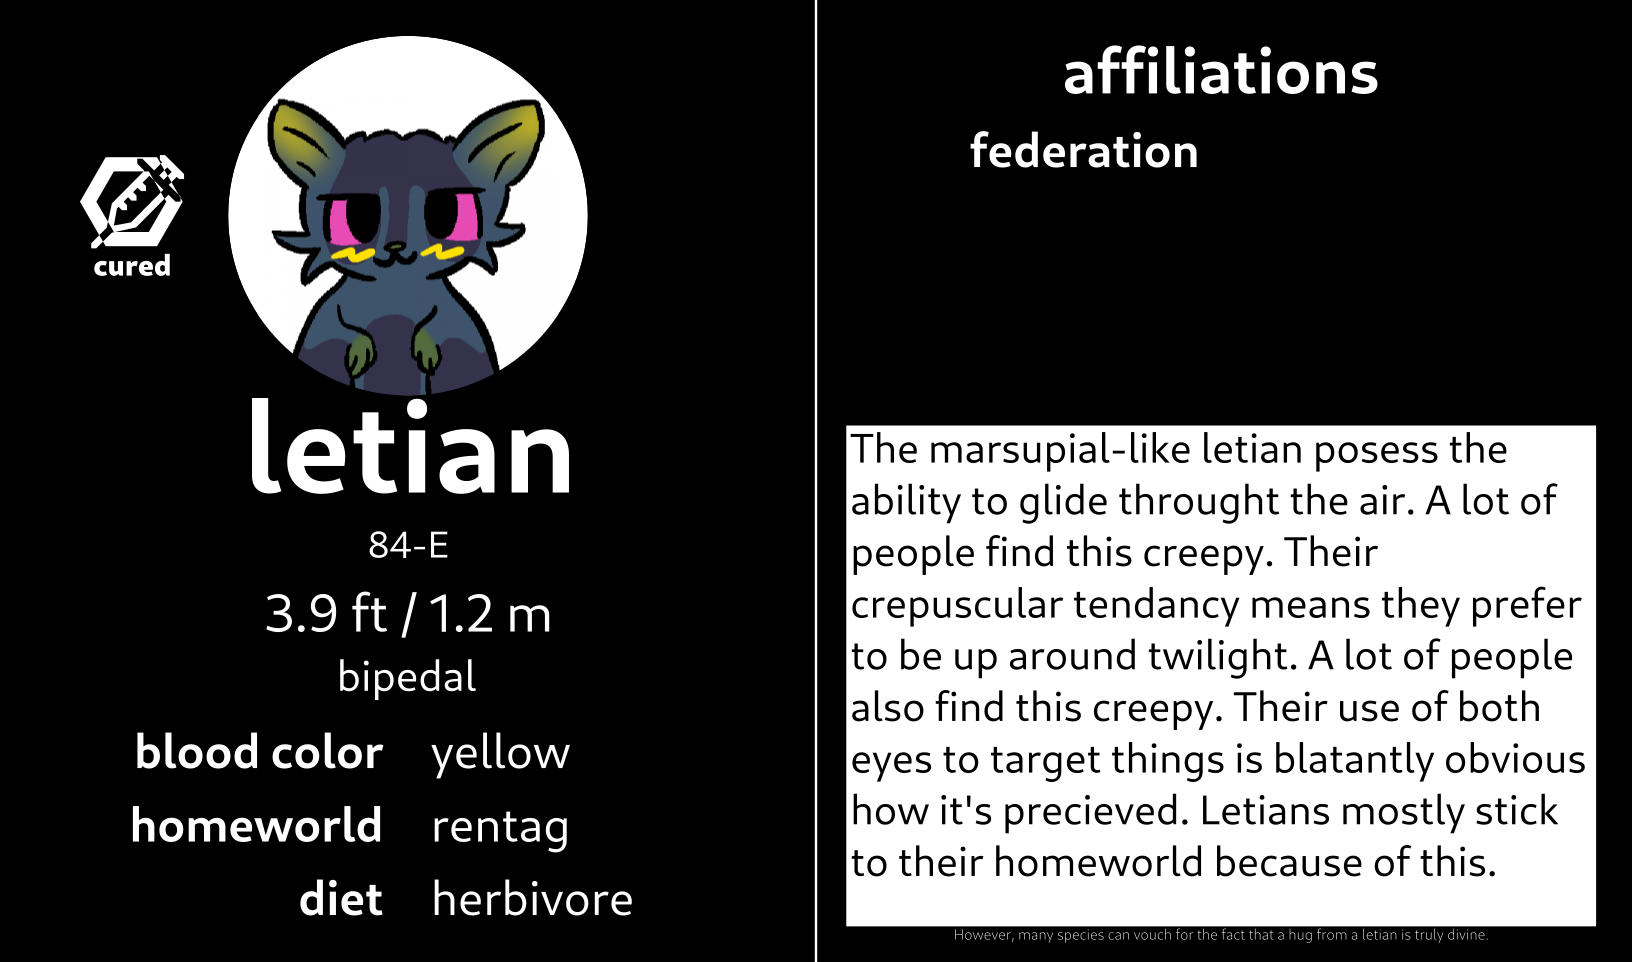 cured
letian
84-E
3.9 ft / 1.2 m
bipedal
blood color yellow
homeworld rentag
diet herbivore
affiliations
federation
The marsupial-like letian posess the
ability to glide throught the air. A lot of
people find this creepy. Their
crepuscular tendancy means they prefer
to be up around twilight. A lot of people
also find this creepy. Their use of both
eyes to target things is blatantly obvious
how it's precieved. Letians mostly stick
to their homeworld because of this.
However, many species can vouch for the fact that a hug from a letian is truly divine.